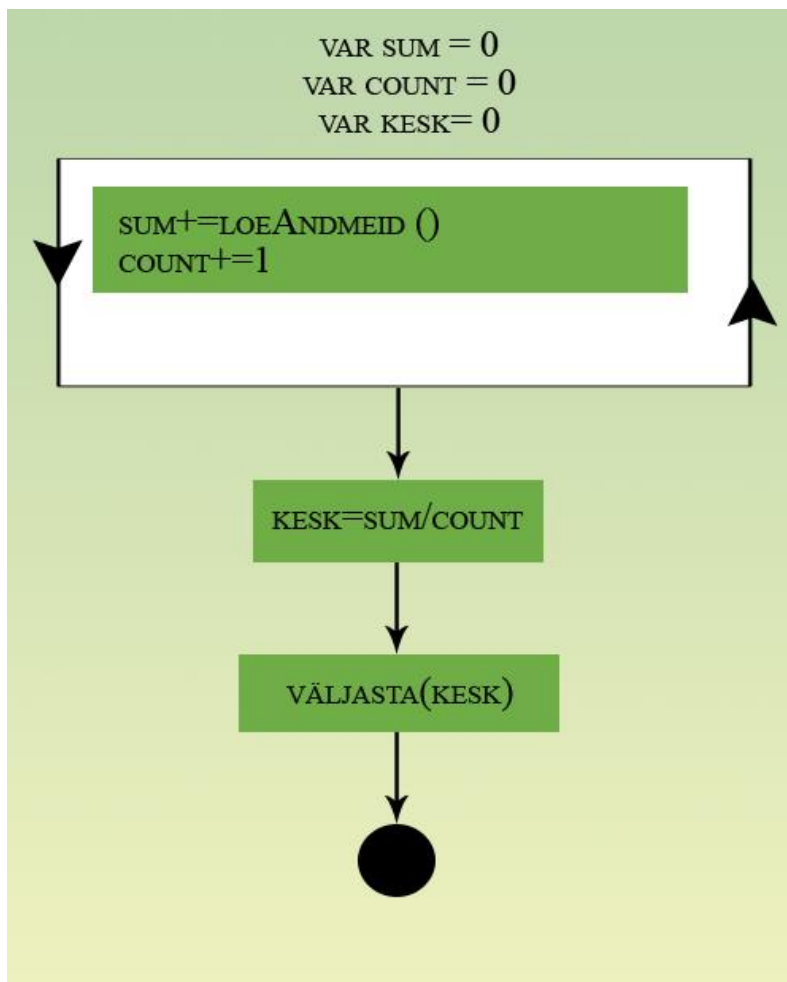 VAR SUM = 0
VAR COUNT = 0
VAR KESK= 0
SUM+=LOEANDMEID ()
COUNT+=1
KESK=SUM/COUNT
VÄLJASTA(KESK)